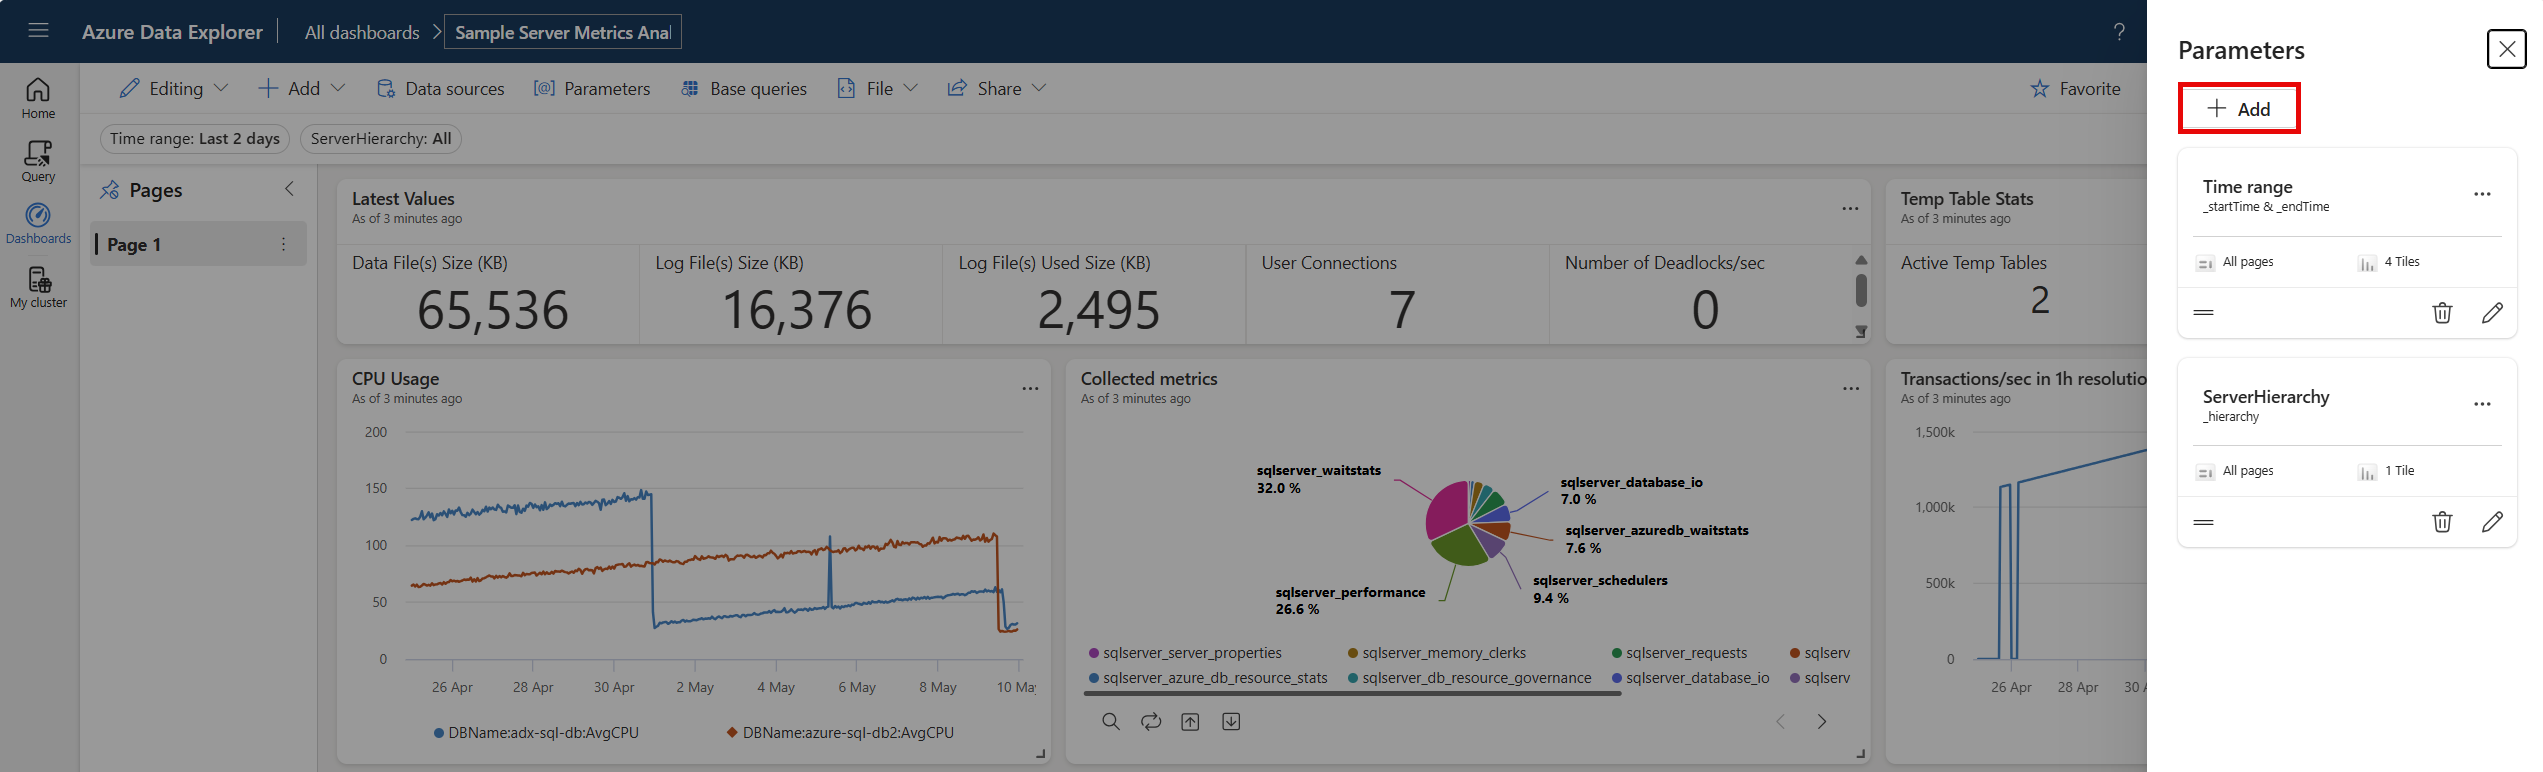 Azure Data Explorer
All dashboards
Sample Server Metrics Anal
?
Home
Query
Dashboards
My cluster
Editing
Add
Data sources
[@] Parameters
Base queries
File
Share
Favorite
Time range: Last 2 days
ServerHierarchy: All
Pages
Page 1
Latest Values
As of 3 minutes ago
Data File(s) Size (KB)
65,536
Log File(s) Size (KB)
16,376
Log File(s) Used Size (KB)
2,495
User Connections
7
Number of Deadlocks/sec
0
Temp Table Stats
As of 3 minutes ago
Active Temp Tables
2
CPU Usage
As of 3 minutes ago
200
150
100
50
0
26 Apr
28 Apr
30 Apr
2 May
4 May
6 May
8 May
10 May
DBName:adx-sql-db:AvgCPU
DBName:azure-sql-db2:AvgCPU
Collected metrics
As of 3 minutes ago
sqlserver_waitstats
32.0 %
sqlserver_database_io
7.0 %
sqlserver_azuredb_waitstats
7.6 %
sqlserver_schedulers
9.4 %
sqlserver_performance
26.6 %
sqlserver_server_properties
sqlserver_memory_clerks
sqlserver_requests
sqlserv
sqlserver_azure_db_resource_stats
sqlserver_db_resource_governance
sqlserver_database_io
sqlserv
Transactions/sec in 1h resolutio
As of 3 minutes ago
1,500k
1,000k
500k
0
26 Apr
28 Apr
30 A
Parameters
Add
Time range
_startTime & _endTime
All pages
4 Tiles
ServerHierarchy
_hierarchy
All pages
1 Tile